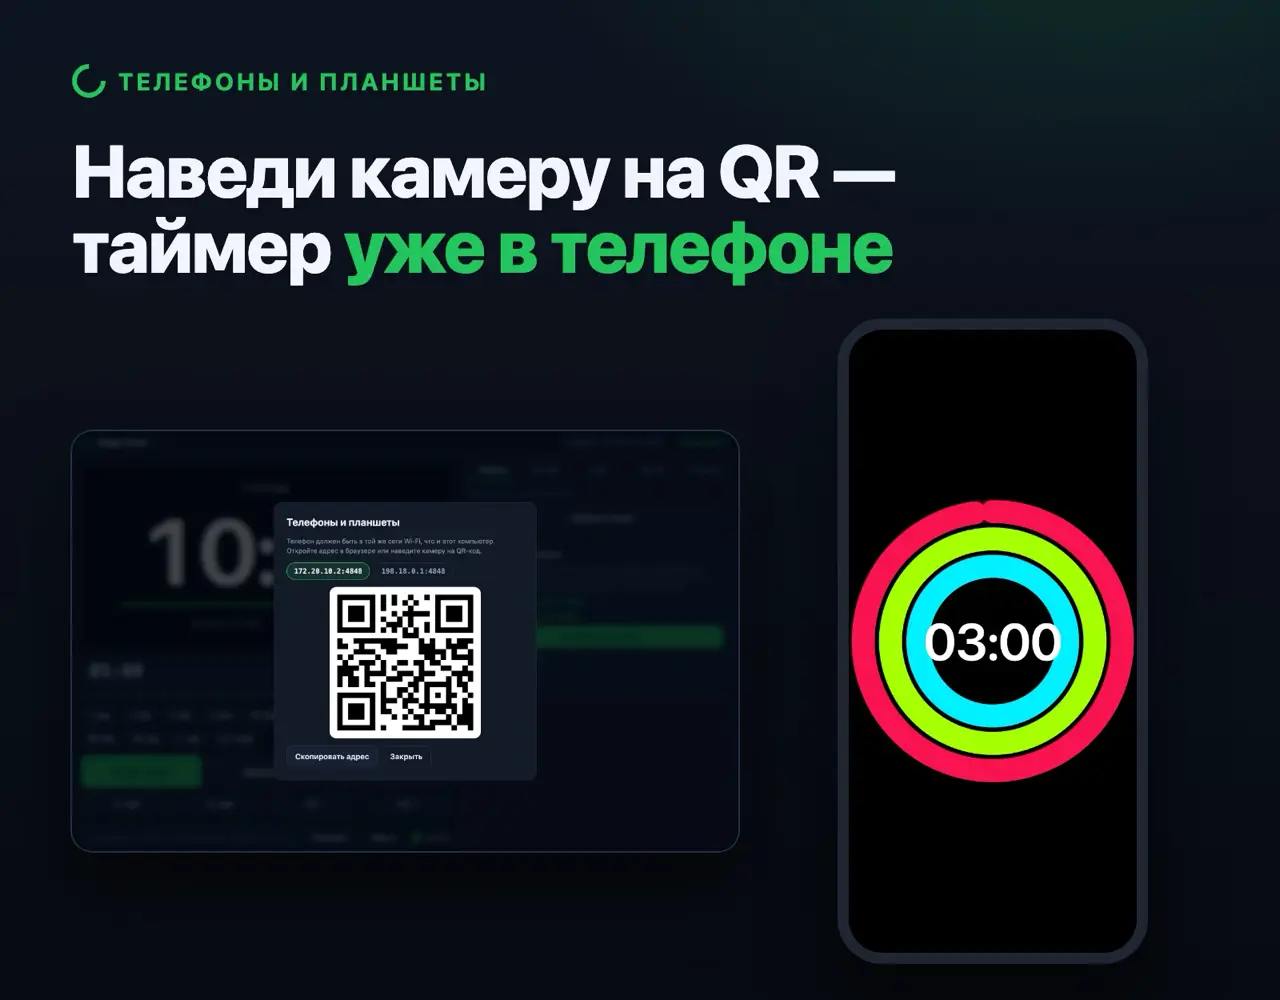 ТЕЛЕФОНЫ И ПЛАНШЕТЫ
Наведи камеру на QR —
таймер уже в телефоне
10:
Телефоны и планшеты
Телефон должен быть в той же сети Wi-Fi, что и этот компьютер.
Откройте адрес в браузере или наведите камеру на QR-код.
172.20.10.2:4848 198.18.0.1:4848
Скопировать адрес Закрыть
03:00